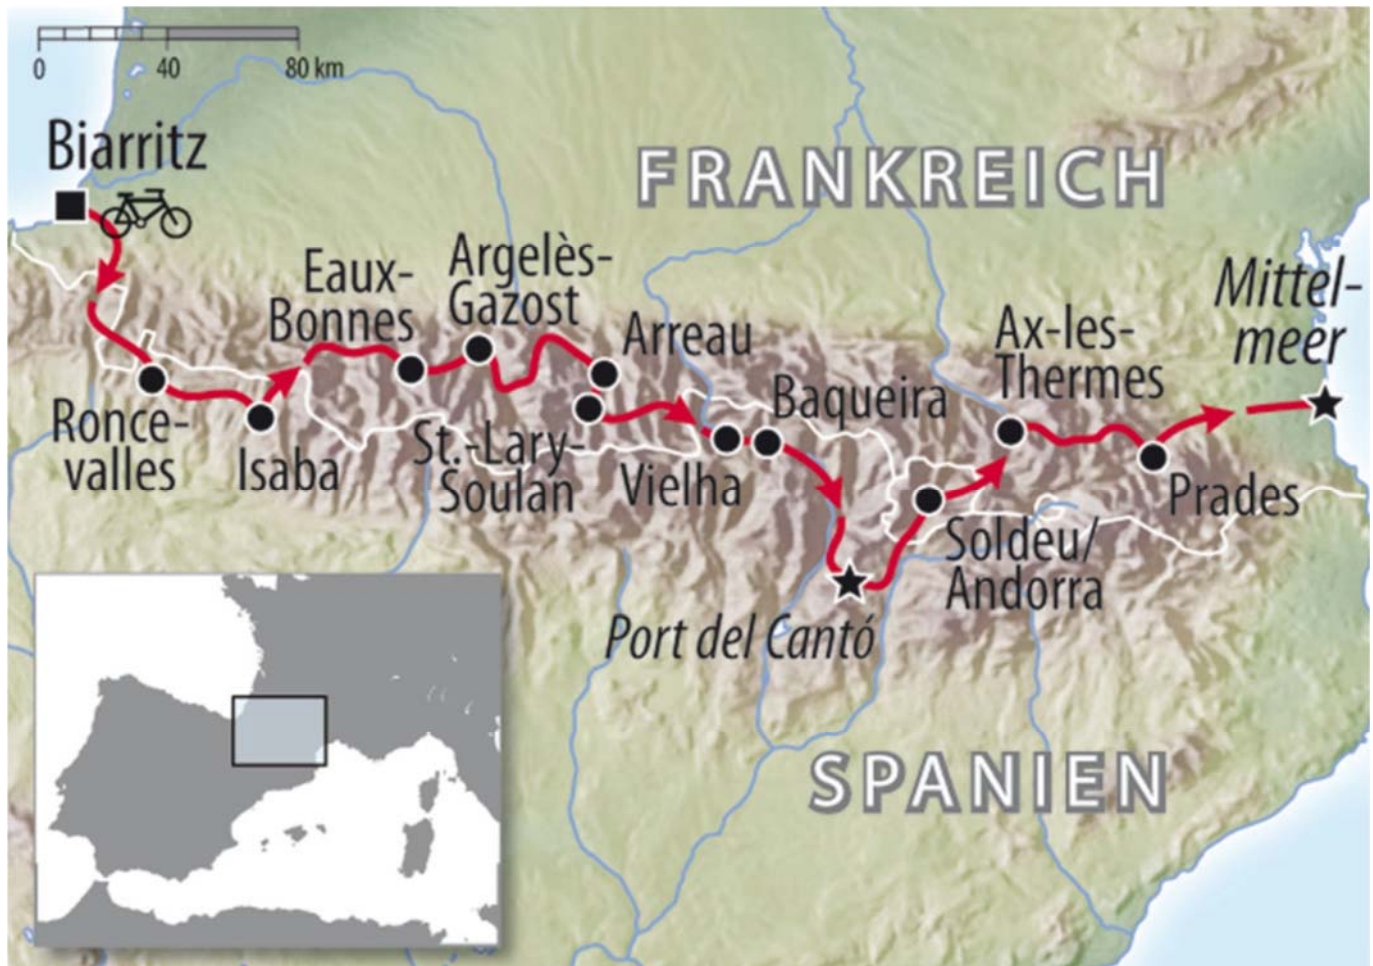 0 40 80 km
Biarritz
FRANKREICH
Eaux-
Bonnes
Argelès-
Gazost
Arreau
Ax-les-
Thermes
Mittel-
meer
Baqueira
Ronce-
valles
Isaba
St.-Lary-
Soulan
Vielha
Prades
Soldeu/
Andorra
Port del Cantó
SPANIEN